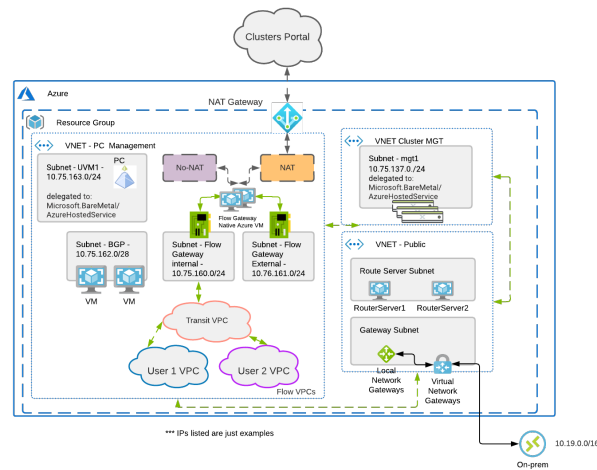 Clusters Portal
Azure
NAT Gateway
Resource Group
VNET - PC Management
Subnet - UVM1 -
10.75.163.0/24
delegated to:
Microsoft.BareMetal/
AzureHostedService
PC
No-NAT
NAT
Flow Gateway
Native Azure VM
Subnet - BGP -
10.75.162.0/28
VM
VM
Subnet - Flow
Gateway
internal -
10.75.160.0/24
Subnet - Flow
Gateway
External -
10.76.161.0/24
Transit VPC
User 1 VPC
User 2 VPC
Flow VPCs
VNET Cluster MGT
Subnet - mgt1
10.75.137.0./24
delegated to:
Microsoft.BareMetal/
AzureHostedService
VNET - Public
Route Server Subnet
RouterServer1
RouterServer2
Gateway Subnet
Local
Network
Gateways
Virtual
Network
Gateways
*** IPs listed are just examples
10.19.0.0/16
On-prem